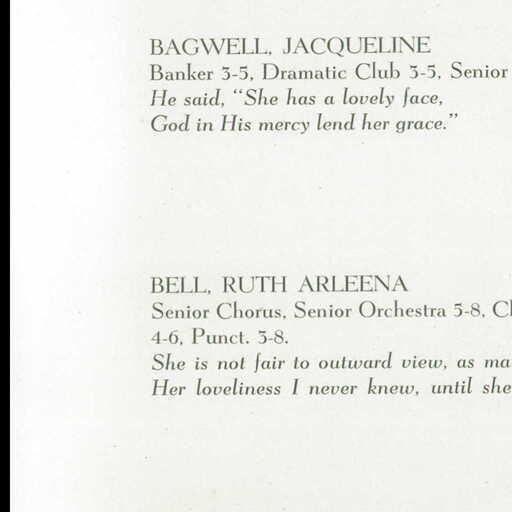 BAGWELL, JACQUELINE
Banker 3-5, Dramatic Club 3-5, Senior
He said, “She has a lovely face,
God in His mercy lend her grace.”
BELL, RUTH ARLEENA
Senior Chorus, Senior Orchestra 5-8,
4-6, Punct. 3-8.
She is not fair to outward view, as
Her loveliness I never knew, until she